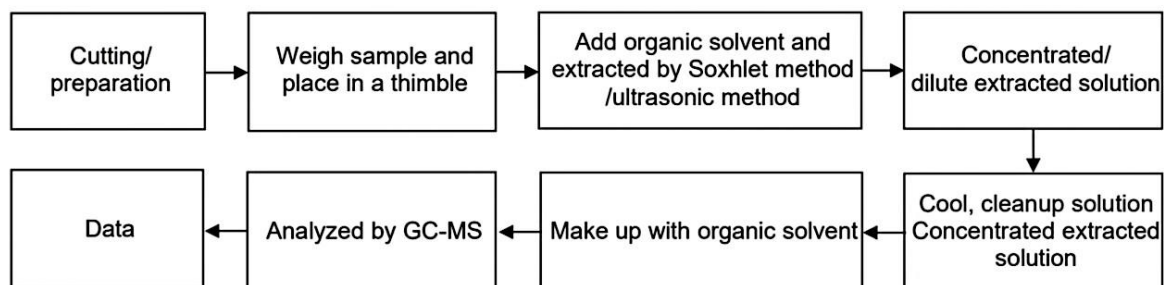 Cutting/
preparation
Weigh sample and
place in a thimble
Add organic solvent and
extracted by Soxhlet method
/ultrasonic method
Concentrated/
dilute extracted solution
Cool, cleanup solution
Concentrated extracted
solution
Make up with organic solvent
Analyzed by GC-MS
Data